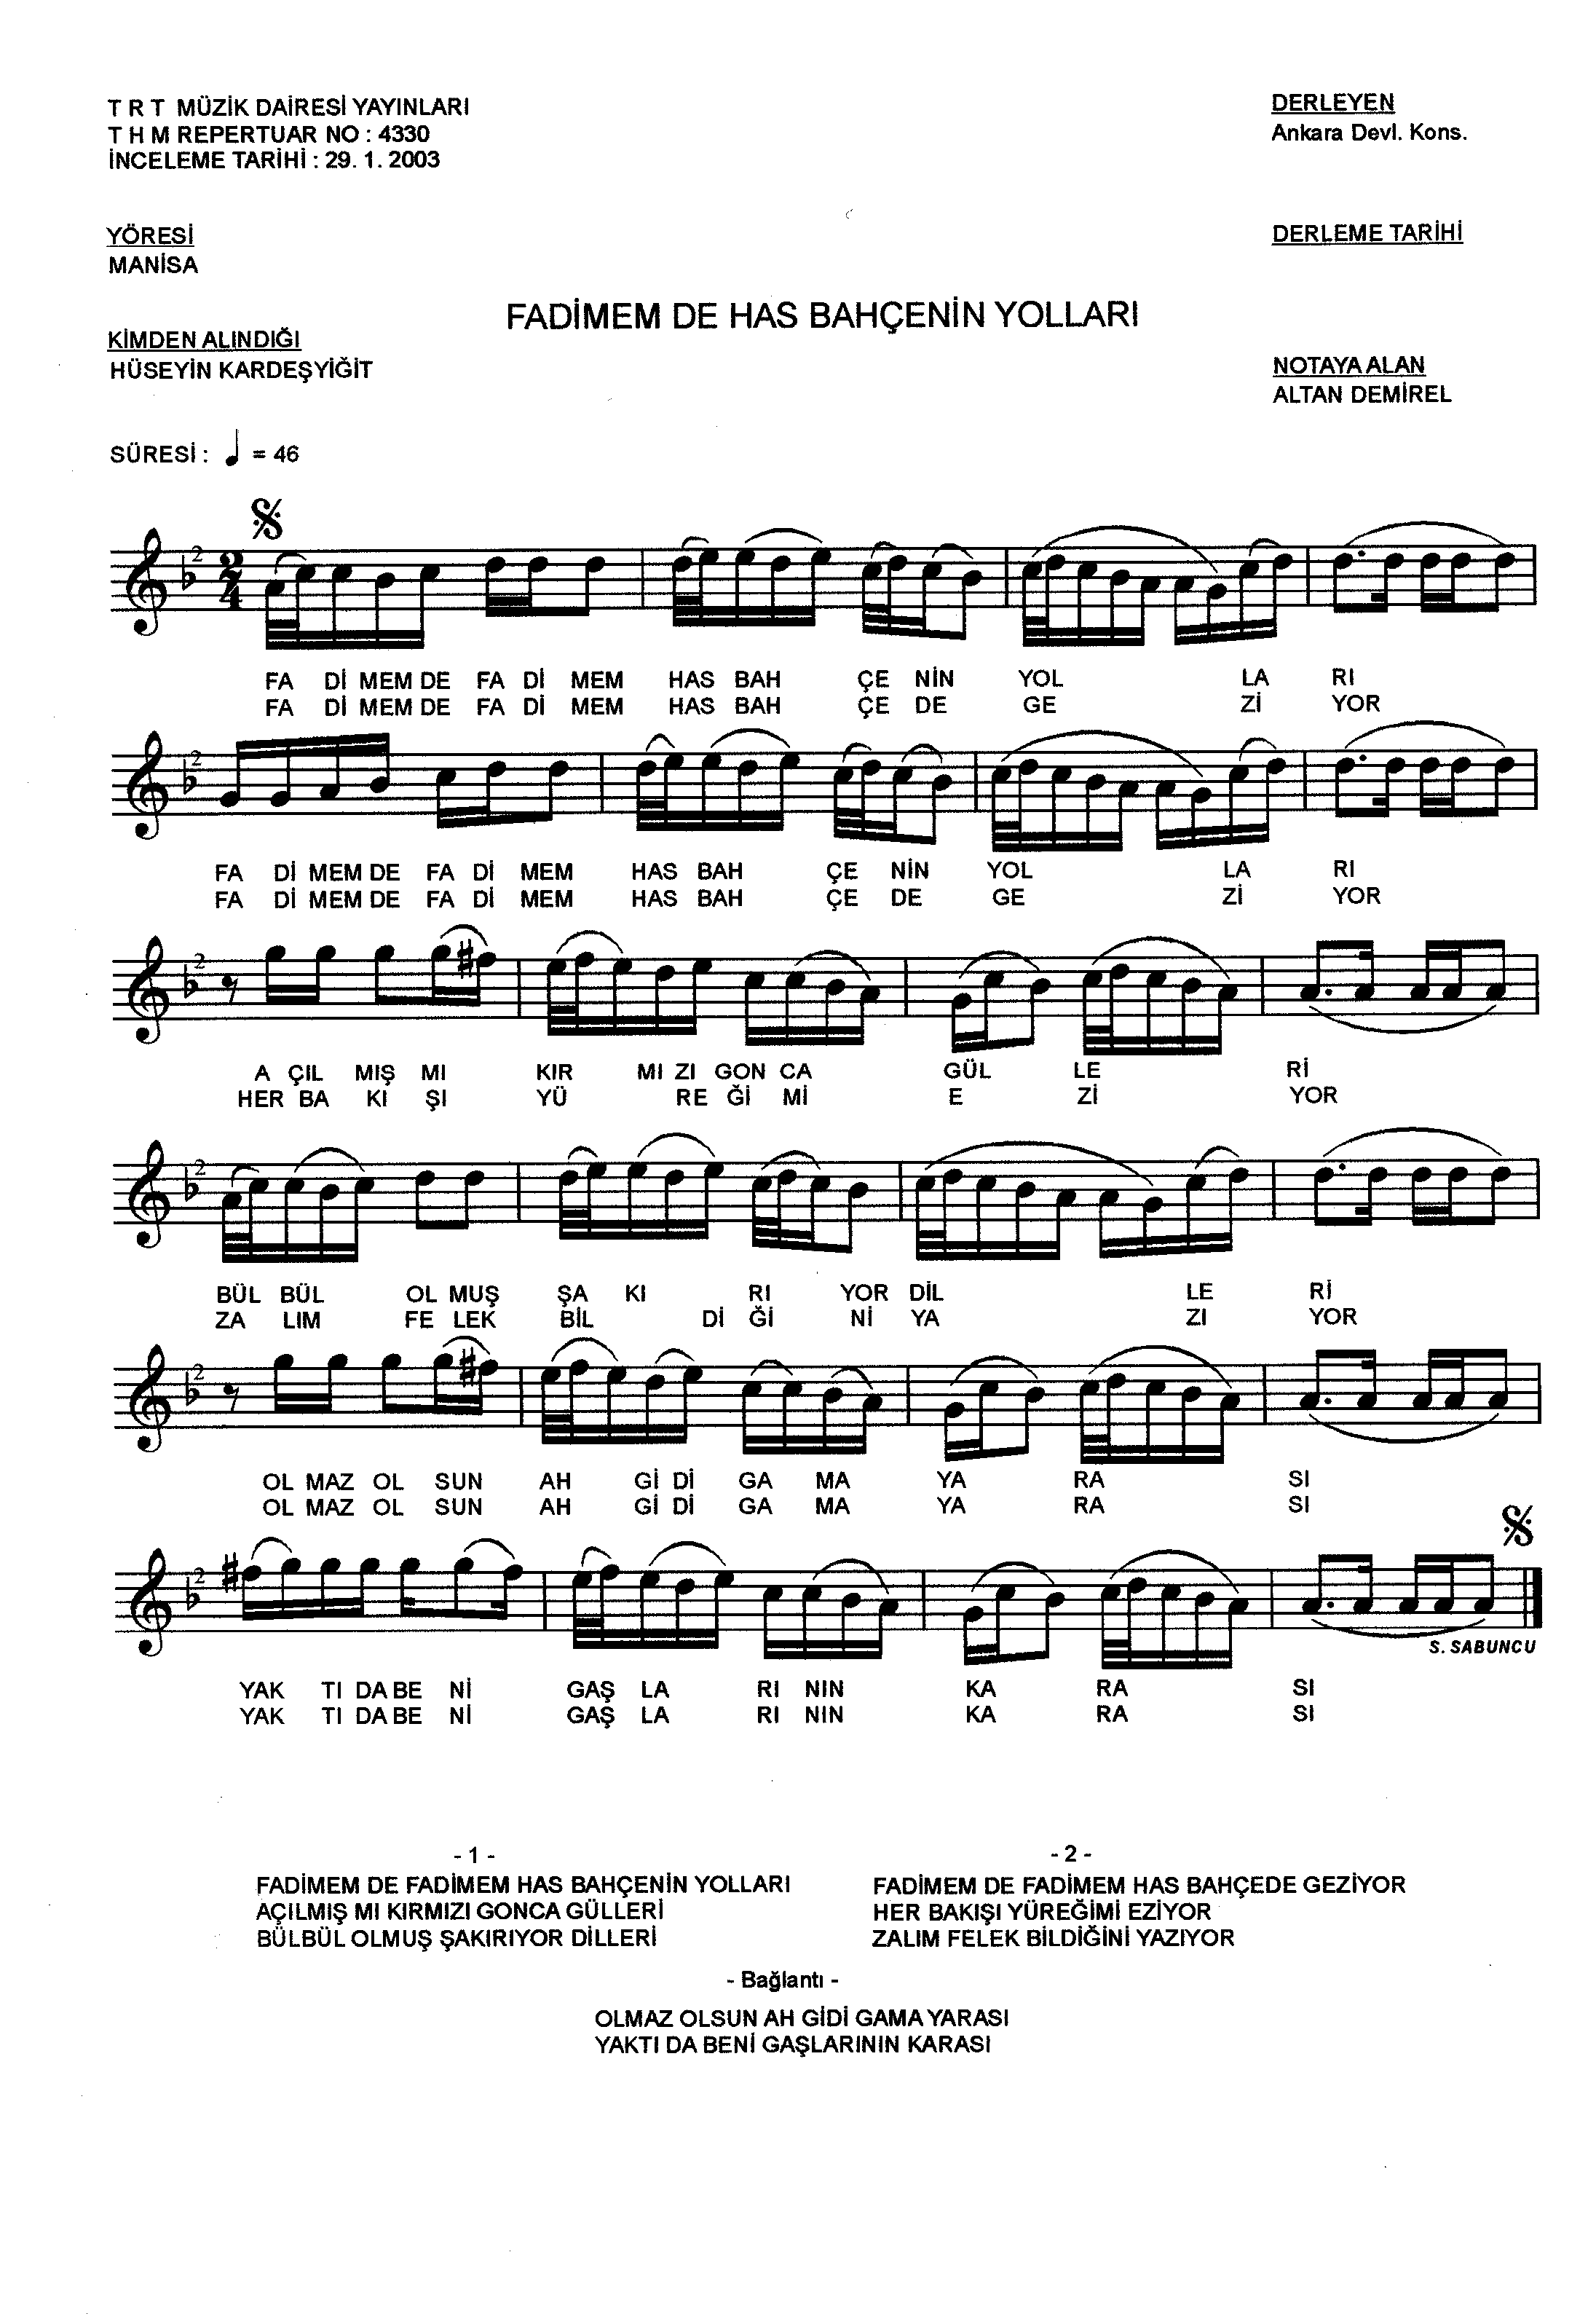 T R T MÜZİK DAİRESİ YAYINLARI
T H M REPERTUAR NO : 4330
İNCELEME TARİHİ : 29. 1. 2003
DERLEYEN
Ankara Devl. Kons.
YÖRESİ
MANİSA
DERLEME TARİHİ
FADİMEM DE HAS BAHÇENİN YOLLARI
KİMDEN ALINDIĞI
HÜSEYİN KARDEŞYİĞİT
NOTAYA ALAN
ALTAN DEMİREL
SÜRESİ : ♩ = 46
FA Dİ MEM DE FA Dİ MEM HAS BAH ÇE NİN YOL LA RI
FA Dİ MEM DE FA Dİ MEM HAS BAH ÇE DE GE Zİ YOR
FA Dİ MEM DE FA Dİ MEM HAS BAH ÇE NİN YOL LA RI
FA Dİ MEM DE FA Dİ MEM HAS BAH ÇE DE GE Zİ YOR
A ÇIL MIŞ MI KIR MI ZI GON CA GÜL LE Rİ
HER BA KI ŞI YÜ RE Ğİ Mİ E Zİ YOR
BÜL BÜL OL MUŞ ŞA KI RI YOR DİL LE Rİ
ZA LIM FE LEK BİL Dİ Ğİ Nİ YA ZI YOR
OL MAZ OL SUN AH Gİ Dİ GA MA YA RA SI
OL MAZ OL SUN AH Gİ Dİ GA MA YA RA SI
S. SABUNCU
YAK TI DA BE Nİ GAŞ LA RI NIN KA RA SI
YAK TI DA BE Nİ GAŞ LA RI NIN KA RA SI
- 1 -
FADİMEM DE FADİMEM HAS BAHÇENİN YOLLARI
AÇILMIŞ MI KIRMIZI GONCA GÜLLERİ
BÜLBÜL OLMUŞ ŞAKIRIYOR DİLLERİ
- 2 -
FADİMEM DE FADİMEM HAS BAHÇEDE GEZİYOR
HER BAKIŞI YÜREĞİMİ EZİYOR
ZALIM FELEK BİLDİĞİNİ YAZIYOR
- Bağlantı -
OLMAZ OLSUN AH GİDİ GAMA YARASI
YAKTI DA BENİ GAŞLARININ KARASI